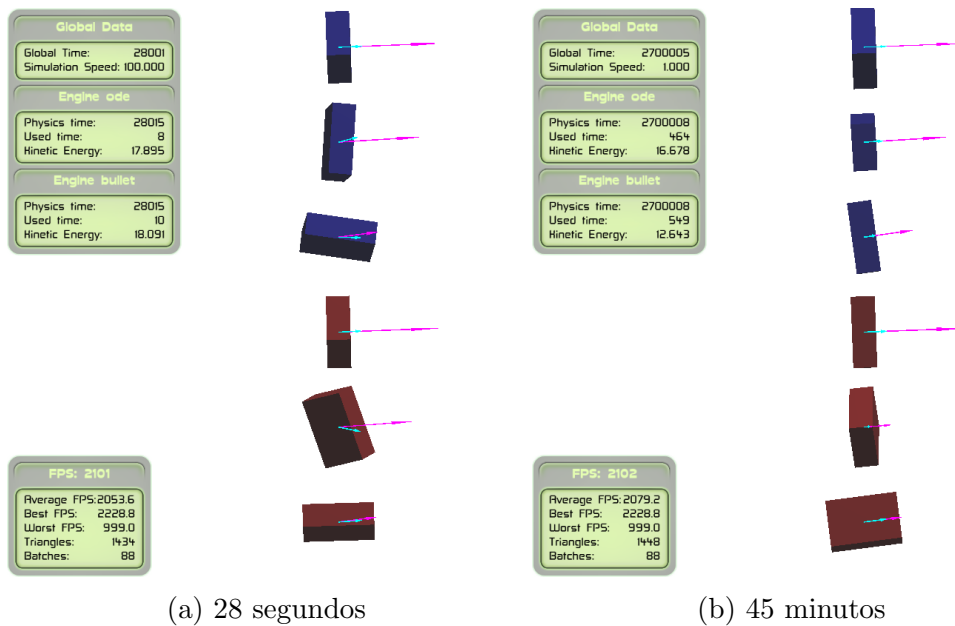 Global Data
Global Time: 28001
Simulation Speed: 100.000
Engine ode
Physics time: 28015
Used time: 8
Kinetic Energy: 17.895
Engine bullet
Physics time: 28015
Used time: 10
Kinetic Energy: 18.091
FPS: 2101
Average FPS:2053.6
Best FPS: 2228.8
Worst FPS: 999.0
Triangles: 1434
Batches: 88
(a) 28 segundos
Global Data
Global Time: 2700005
Simulation Speed: 1.000
Engine ode
Physics time: 2700008
Used time: 464
Kinetic Energy: 16.678
Engine bullet
Physics time: 2700008
Used time: 549
Kinetic Energy: 12.643
FPS: 2102
Average FPS:2079.2
Best FPS: 2228.8
Worst FPS: 999.0
Triangles: 1448
Batches: 88
(b) 45 minutos